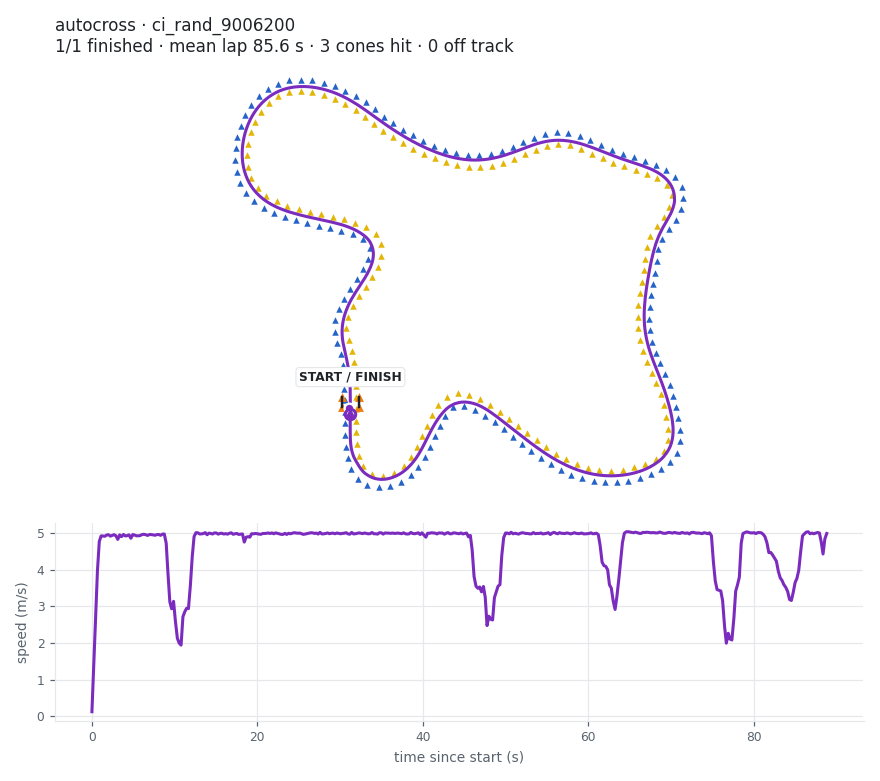 autocross · ci_rand_9006200
1/1 finished · mean lap 85.6 s · 3 cones hit · 0 off track
START / FINISH
5
4
3
2
1
0
speed (m/s)
0 20 40 60 80
time since start (s)